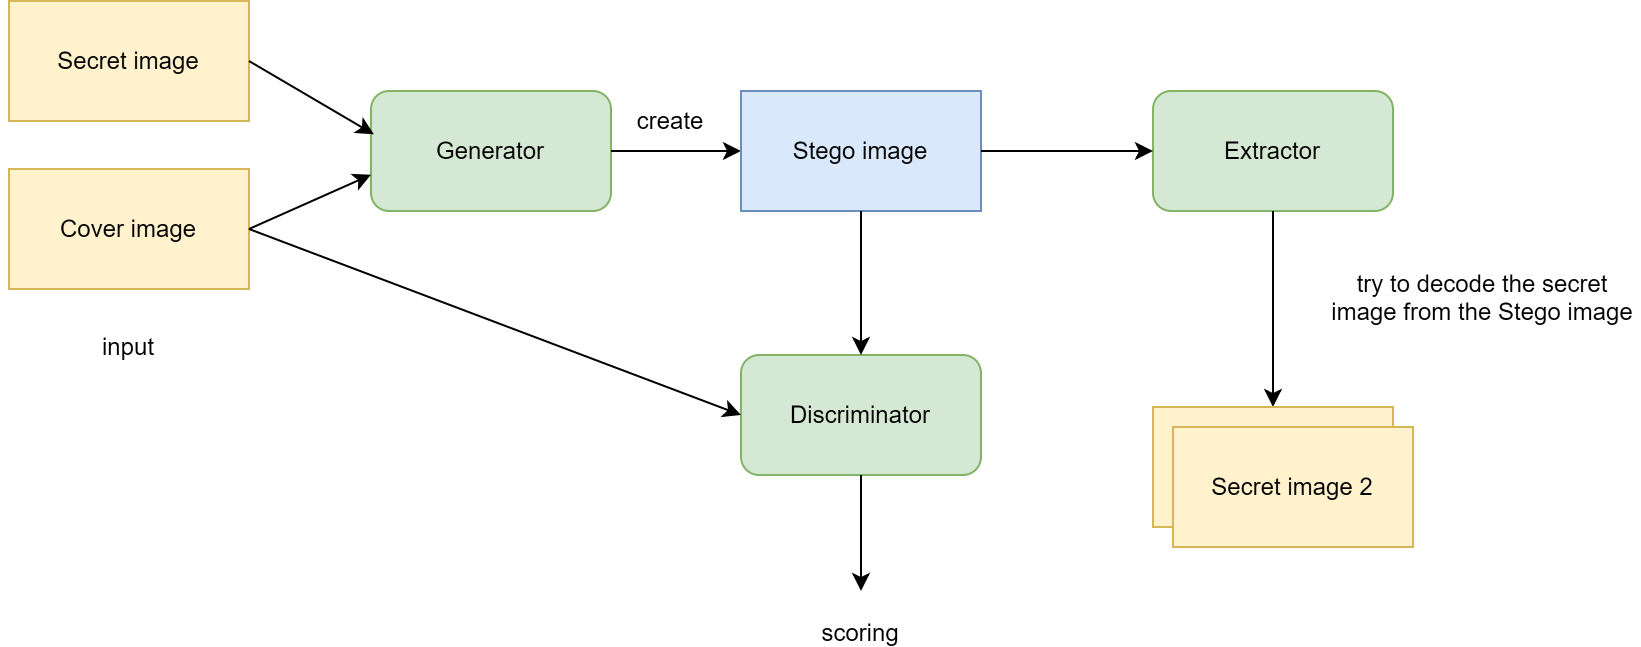 Secret image
Generator
create
Stego image
Extractor
Cover image
input
try to decode the secret
image from the Stego image
Discriminator
Secret image 2
scoring